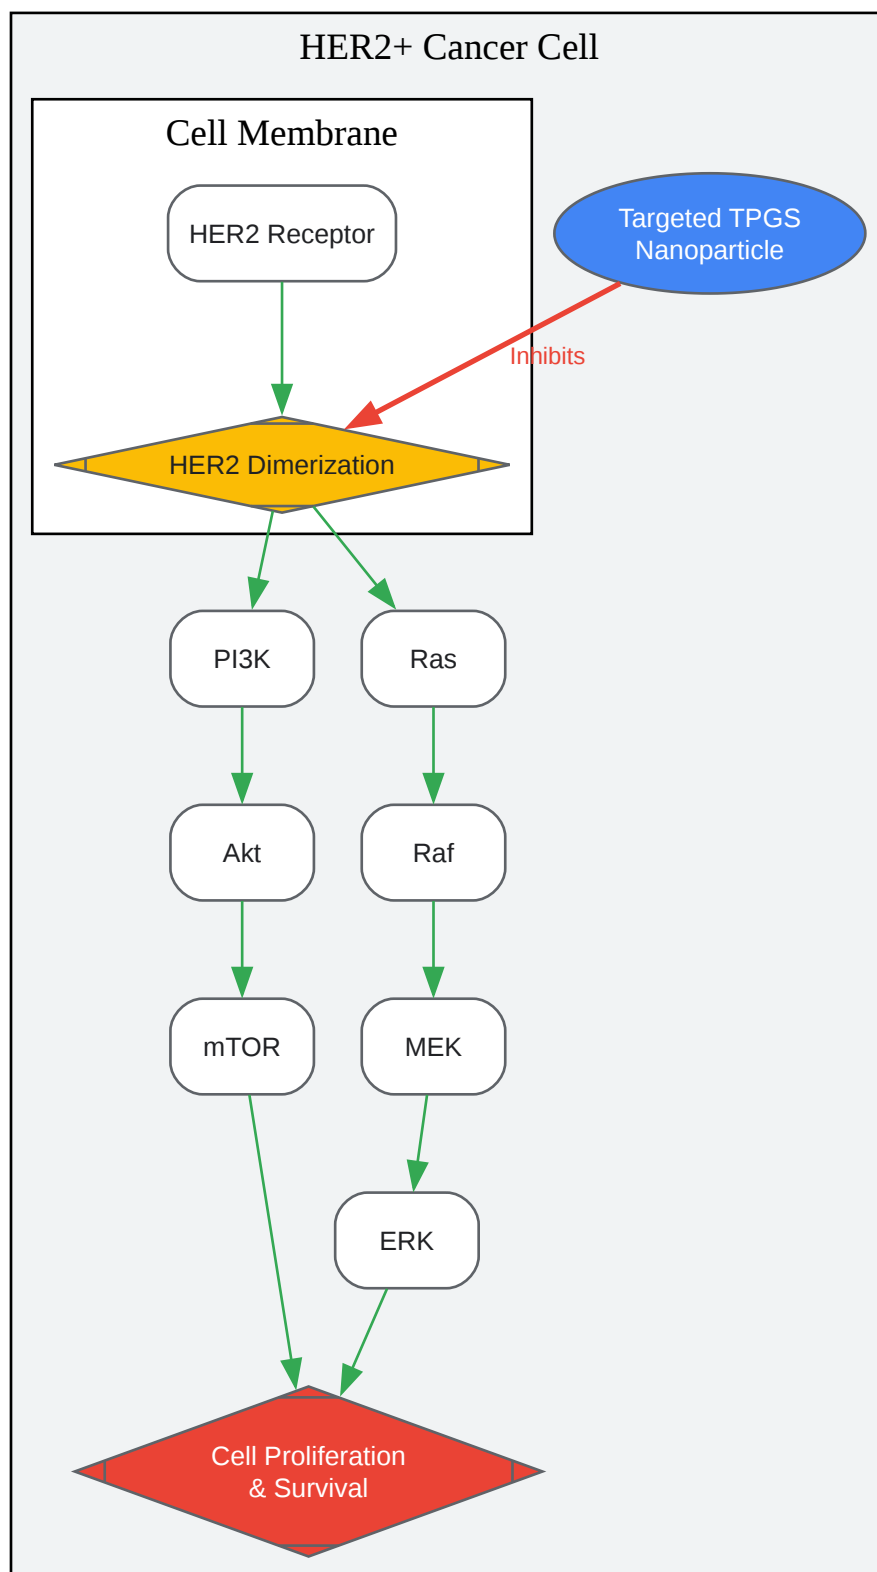 HER2+ Cancer Cell
Cell Membrane
HER2 Receptor
Targeted TPGS
Nanoparticle
Inhibits
HER2 Dimerization
PI3K
Ras
Akt
Raf
mTOR
MEK
ERK
Cell Proliferation
& Survival